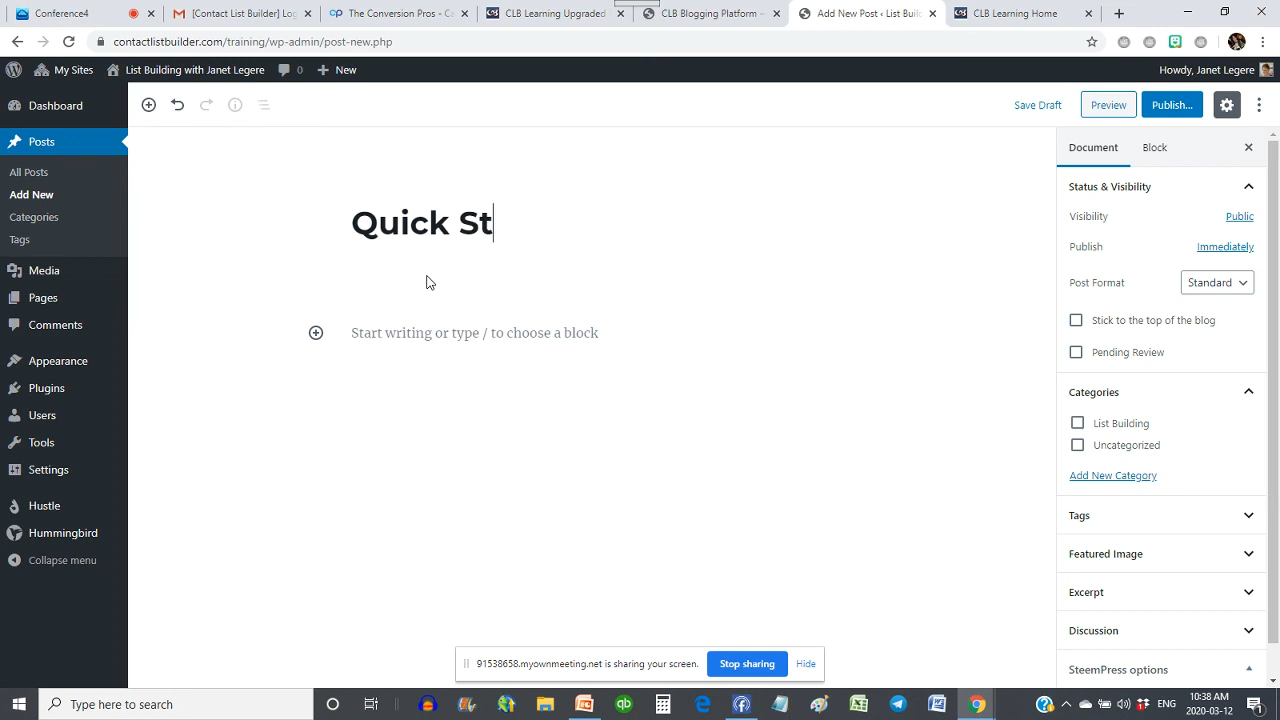 Conference4
[Contact List Builder] Log
The Conversion Pros - C
CLB Learning Upgraded
CLB Blogging Platform –
Add New Post ‹ List Buil
CLB Learning Home
contactlistbuilder.com/training/wp-admin/post-new.php
My Sites
List Building with Janet Legere
0
New
Howdy, Janet Legere
Dashboard
Posts
All Posts
Add New
Categories
Tags
Media
Pages
Comments
Appearance
Plugins
Users
Tools
Settings
Hustle
Hummingbird
Collapse menu
Save Draft
Preview
Publish...
Quick St
Start writing or type / to choose a block
Document
Block
Status & Visibility
Visibility
Public
Publish
Immediately
Post Format
Standard
Stick to the top of the blog
Pending Review
Categories
List Building
Uncategorized
Add New Category
Tags
Featured Image
Excerpt
Discussion
SteemPress options
91538658.myownmeeting.net is sharing your screen.
Stop sharing
Hide
Type here to search
ENG
10:38 AM
2020-03-12